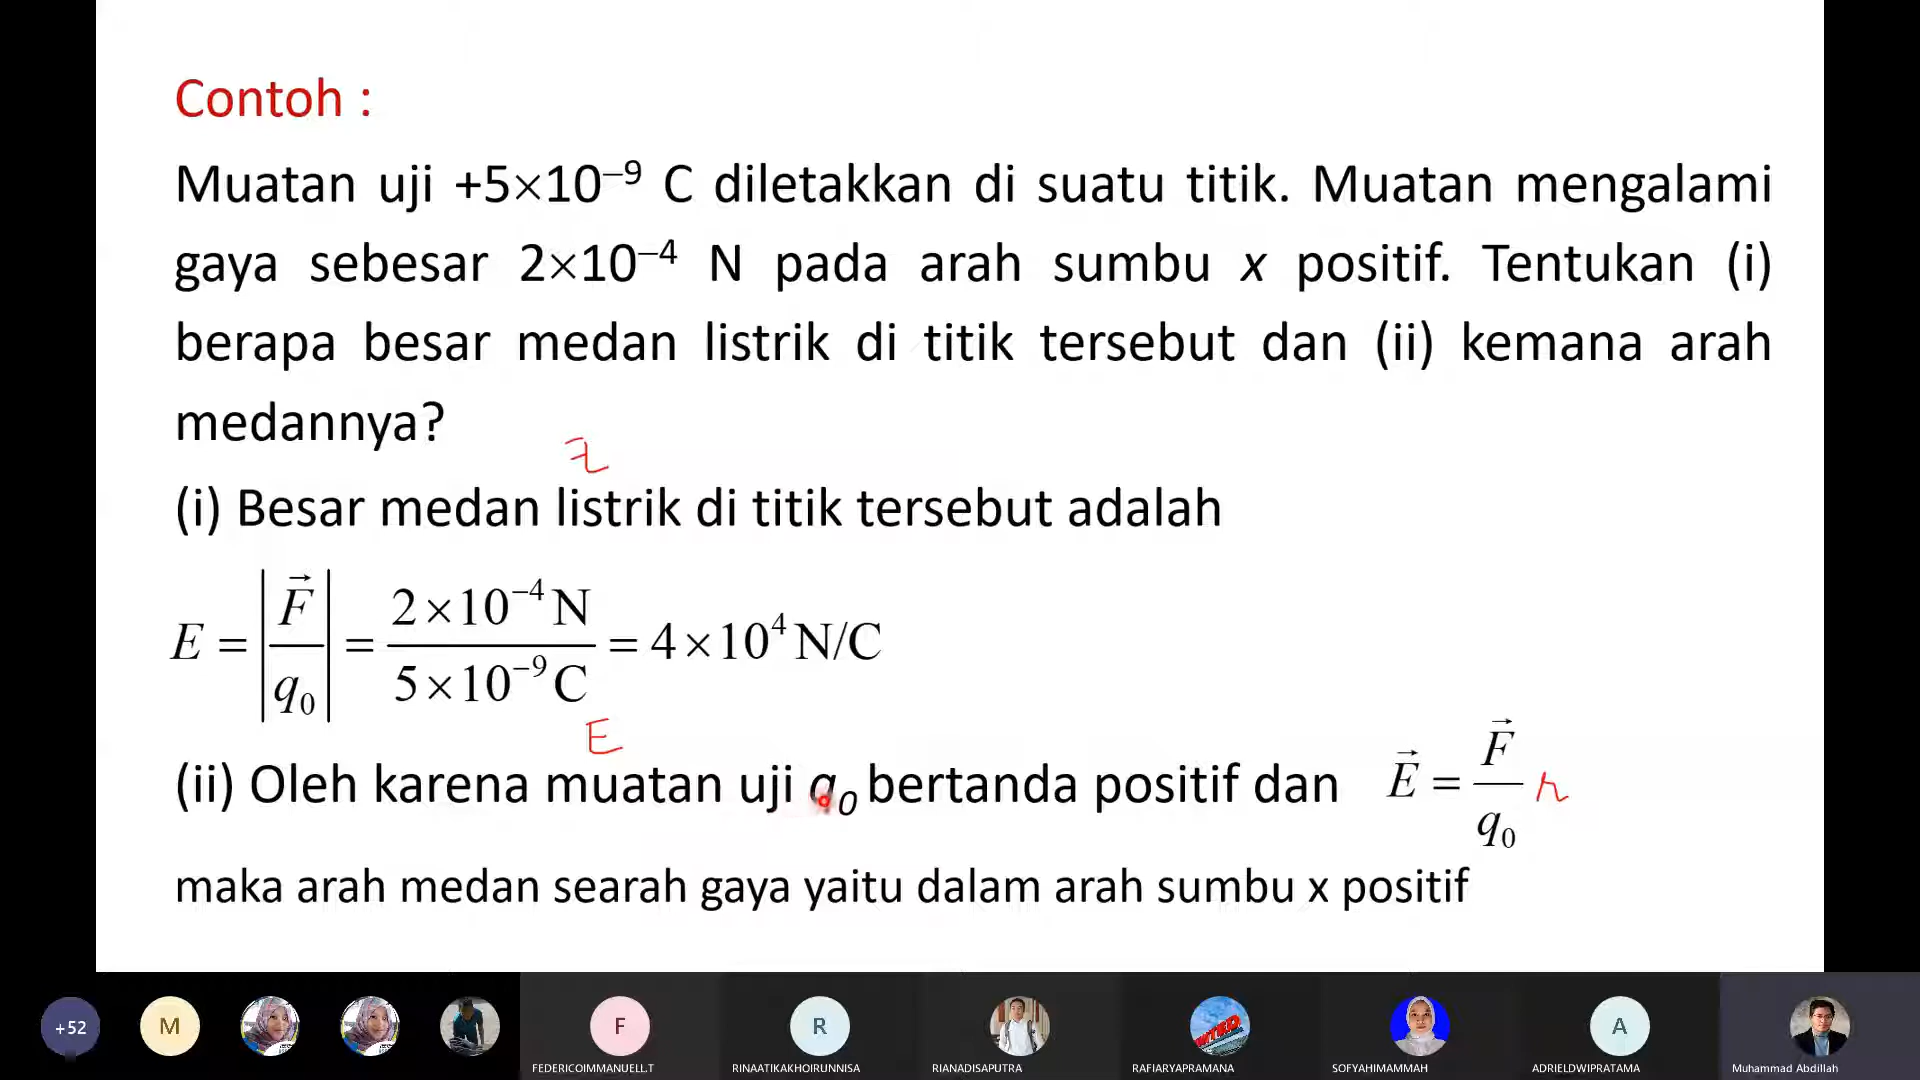 Contoh :
Muatan uji +5×10⁻⁹ C diletakkan di suatu titik. Muatan mengalami
gaya sebesar 2×10⁻⁴ N pada arah sumbu x positif. Tentukan (i)
berapa besar medan listrik di titik tersebut dan (ii) kemana arah
medannya?
(i) Besar medan listrik di titik tersebut adalah
E = |F⃗/q₀| = 2×10⁻⁴ N / 5×10⁻⁹ C = 4×10⁴ N/C
E
(ii) Oleh karena muatan uji q₀ bertanda positif dan E⃗ = F⃗/q₀
maka arah medan searah gaya yaitu dalam arah sumbu x positif
+52 M F R A
FEDERICOIMMANUELL.T RINAATIKAKHOIRUNNISA RIANADISAPUTRA RAFIARYAPRAMANA SOFYAHIMAMMAH ADRIELDWIPRATAMA Muhammad Abdillah